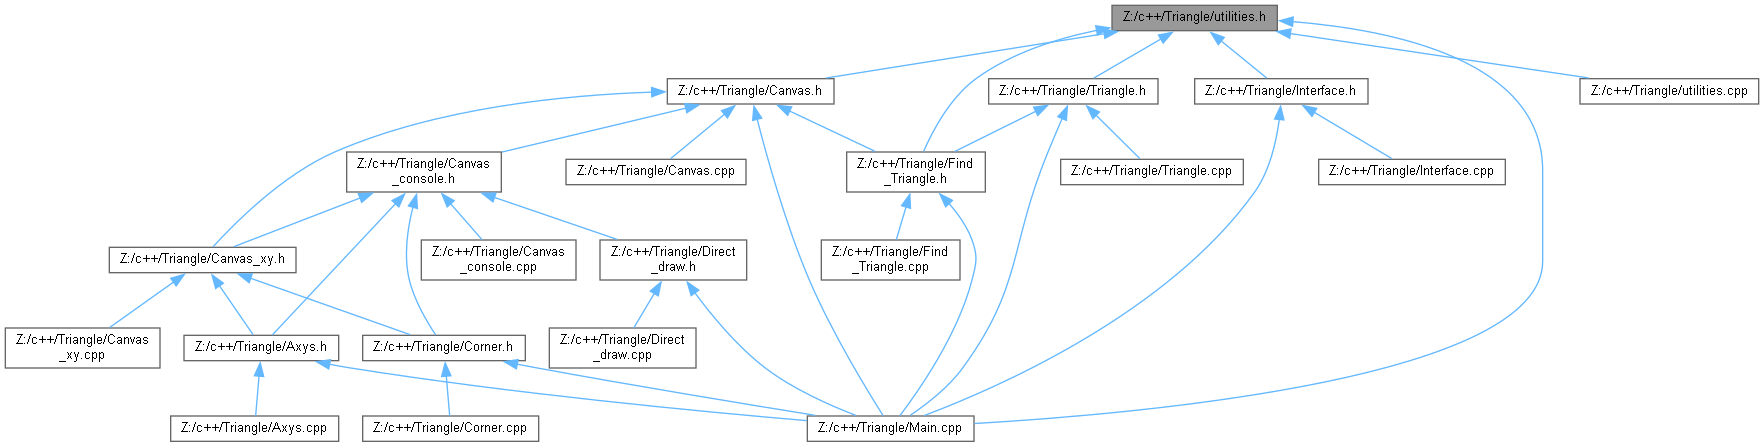 Z:/c++/Triangle/utilities.h
Z:/c++/Triangle/Canvas.h
Z:/c++/Triangle/Triangle.h
Z:/c++/Triangle/Interface.h
Z:/c++/Triangle/utilities.cpp
Z:/c++/Triangle/Canvas
_console.h
Z:/c++/Triangle/Canvas.cpp
Z:/c++/Triangle/Find
_Triangle.h
Z:/c++/Triangle/Triangle.cpp
Z:/c++/Triangle/Interface.cpp
Z:/c++/Triangle/Canvas_xy.h
Z:/c++/Triangle/Canvas
_console.cpp
Z:/c++/Triangle/Direct
_draw.h
Z:/c++/Triangle/Find
_Triangle.cpp
Z:/c++/Triangle/Canvas
_xy.cpp
Z:/c++/Triangle/Axys.h
Z:/c++/Triangle/Corner.h
Z:/c++/Triangle/Direct
_draw.cpp
Z:/c++/Triangle/Axys.cpp
Z:/c++/Triangle/Corner.cpp
Z:/c++/Triangle/Main.cpp